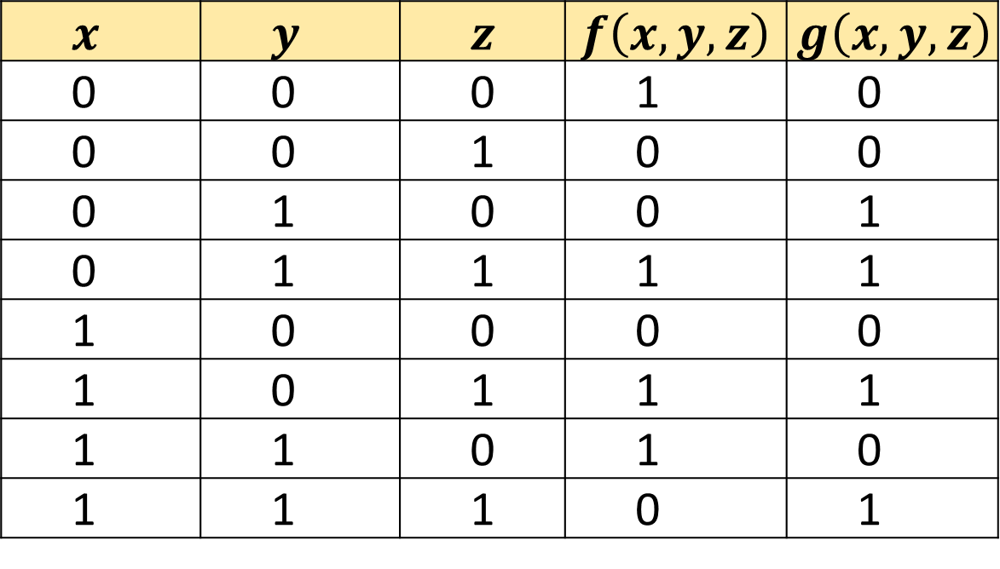 x y z f(x, y, z) g(x, y, z)
0 0 0 1 0
0 0 1 0 0
0 1 0 0 1
0 1 1 1 1
1 0 0 0 0
1 0 1 1 1
1 1 0 1 0
1 1 1 0 1